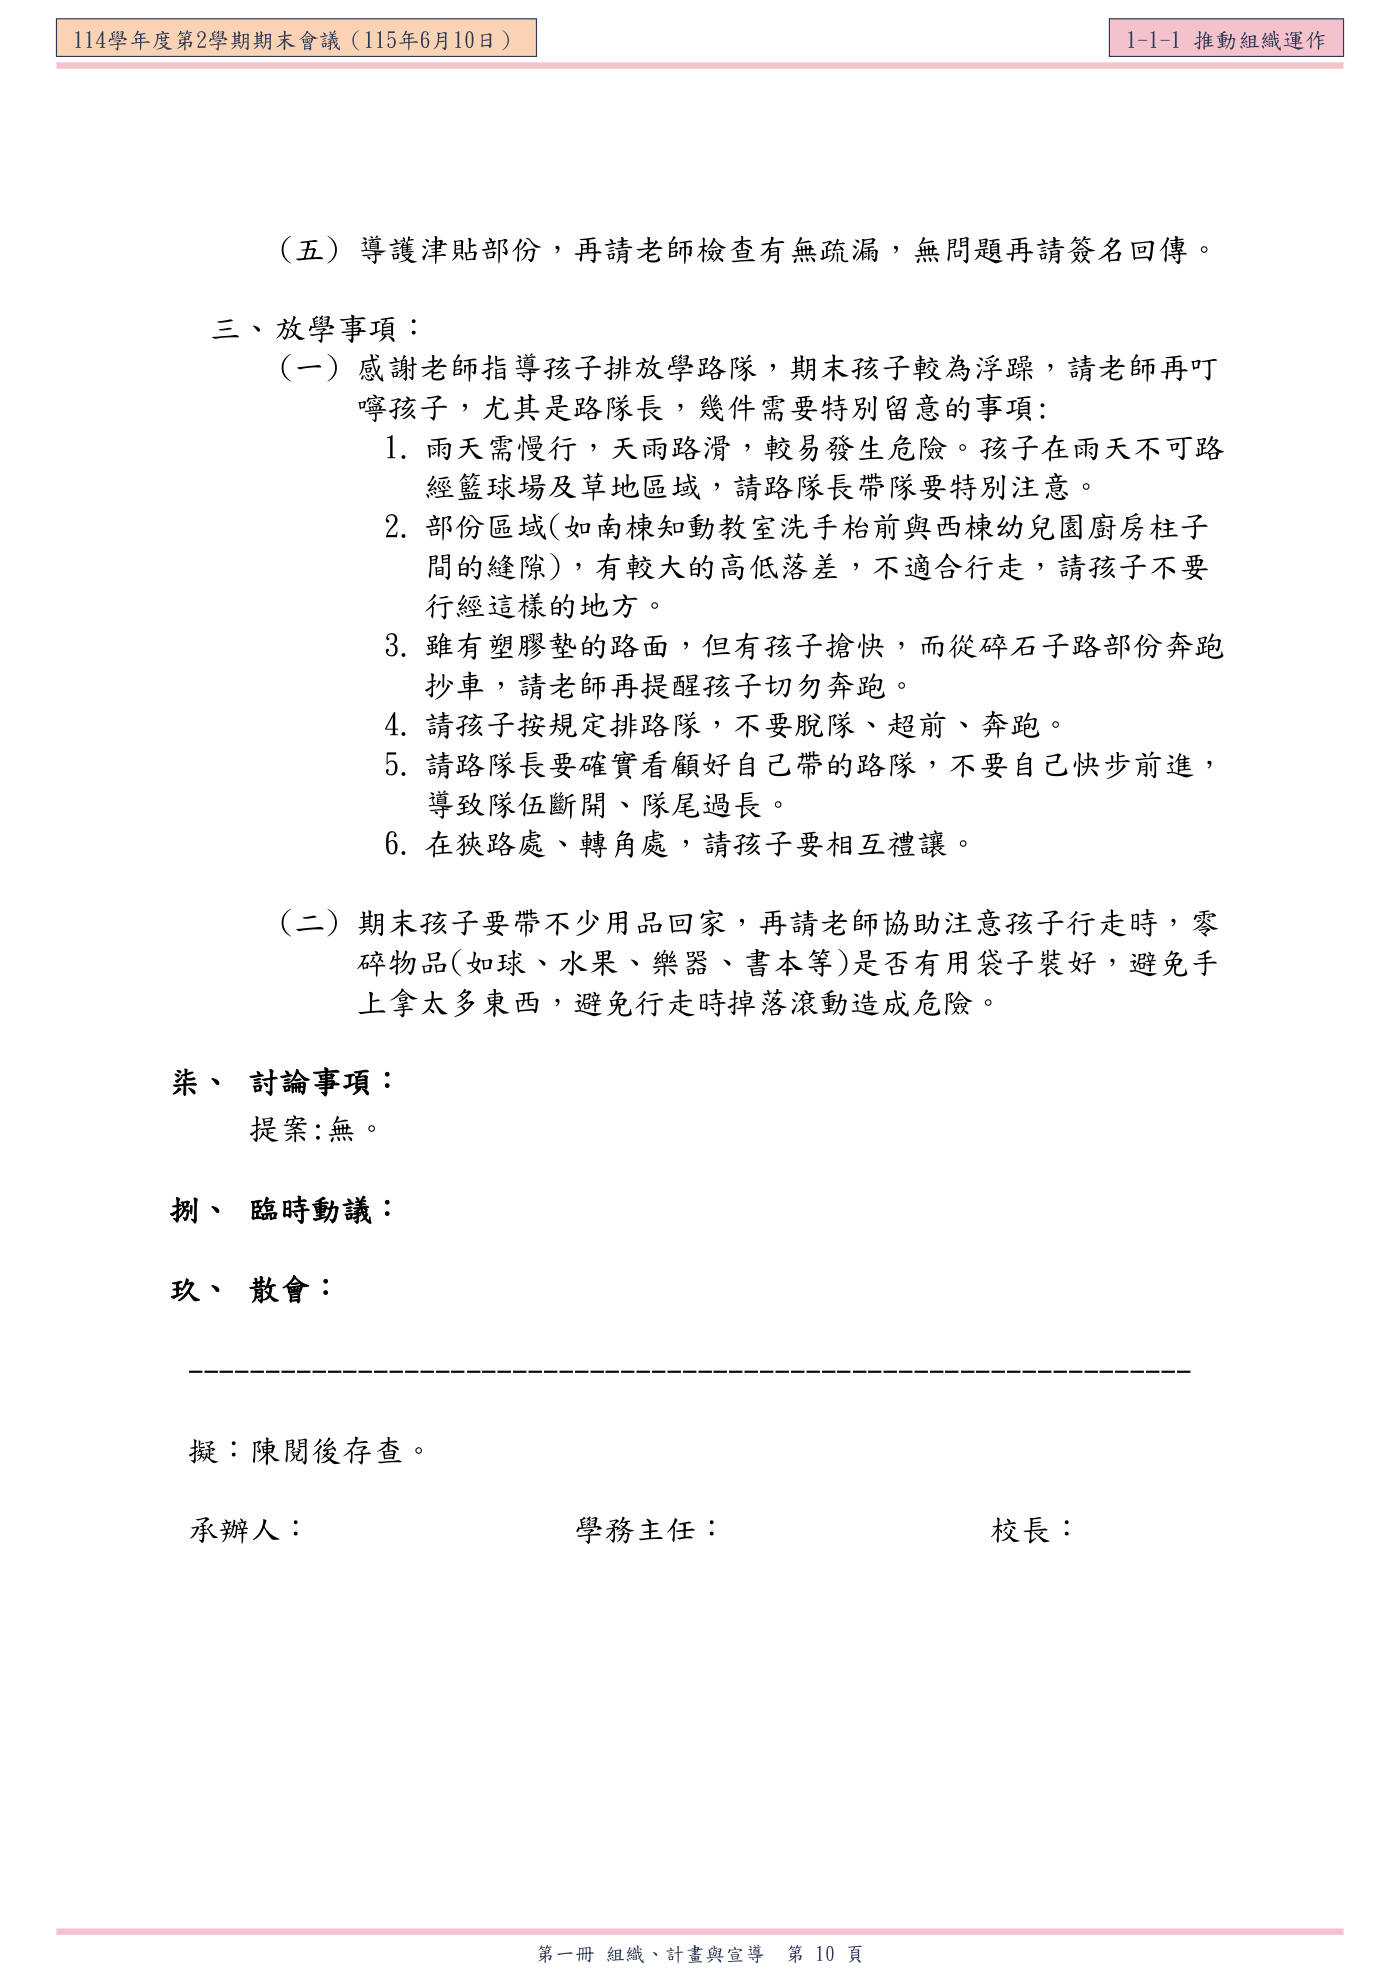 114學年度第2學期期末會議（115年6月10日）
1-1-1 推動組織運作
（五）導護津貼部份，再請老師檢查有無疏漏，無問題再請簽名回傳。
三、放學事項：
（一）感謝老師指導孩子排放學路隊，期末孩子較為浮躁，請老師再叮
嚀孩子，尤其是路隊長，幾件需要特別留意的事項:
1. 雨天需慢行，天雨路滑，較易發生危險。孩子在雨天不可路
經籃球場及草地區域，請路隊長帶隊要特別注意。
2. 部份區域(如南棟知動教室洗手枱前與西棟幼兒園廚房柱子
間的縫隙)，有較大的高低落差，不適合行走，請孩子不要
行經這樣的地方。
3. 雖有塑膠墊的路面，但有孩子搶快，而從碎石子路部份奔跑
抄車，請老師再提醒孩子切勿奔跑。
4. 請孩子按規定排路隊，不要脫隊、超前、奔跑。
5. 請路隊長要確實看顧好自己帶的路隊，不要自己快步前進，
導致隊伍斷開、隊尾過長。
6. 在狹路處、轉角處，請孩子要相互禮讓。
（二）期末孩子要帶不少用品回家，再請老師協助注意孩子行走時，零
碎物品(如球、水果、樂器、書本等)是否有用袋子裝好，避免手
上拿太多東西，避免行走時掉落滾動造成危險。
柒、 討論事項：
提案:無。
捌、 臨時動議：
玖、 散會：
-----------------------------------------------------------------
擬：陳閱後存查。
承辦人： 學務主任： 校長：
第一冊 組織、計畫與宣導 第 10 頁